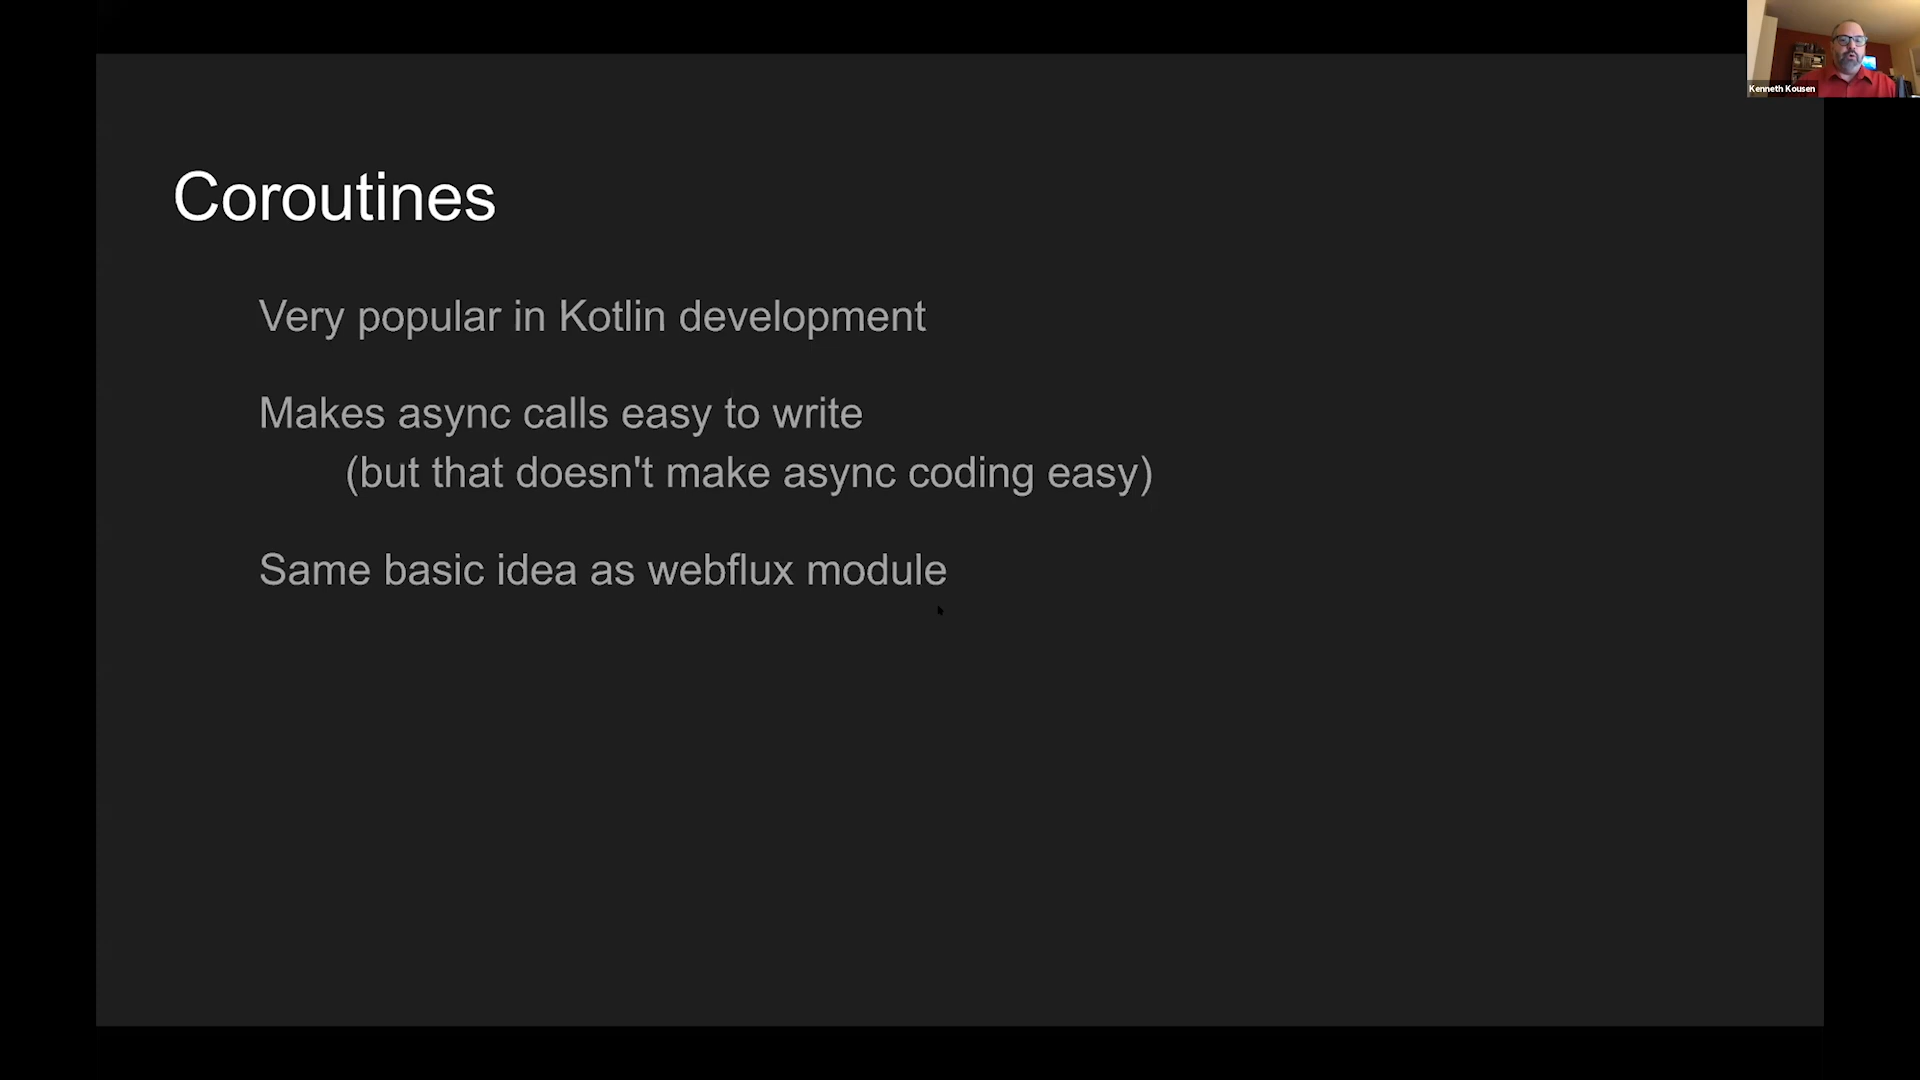 Kenneth Kousen
Coroutines
Very popular in Kotlin development
Makes async calls easy to write
(but that doesn't make async coding easy)
Same basic idea as webflux module